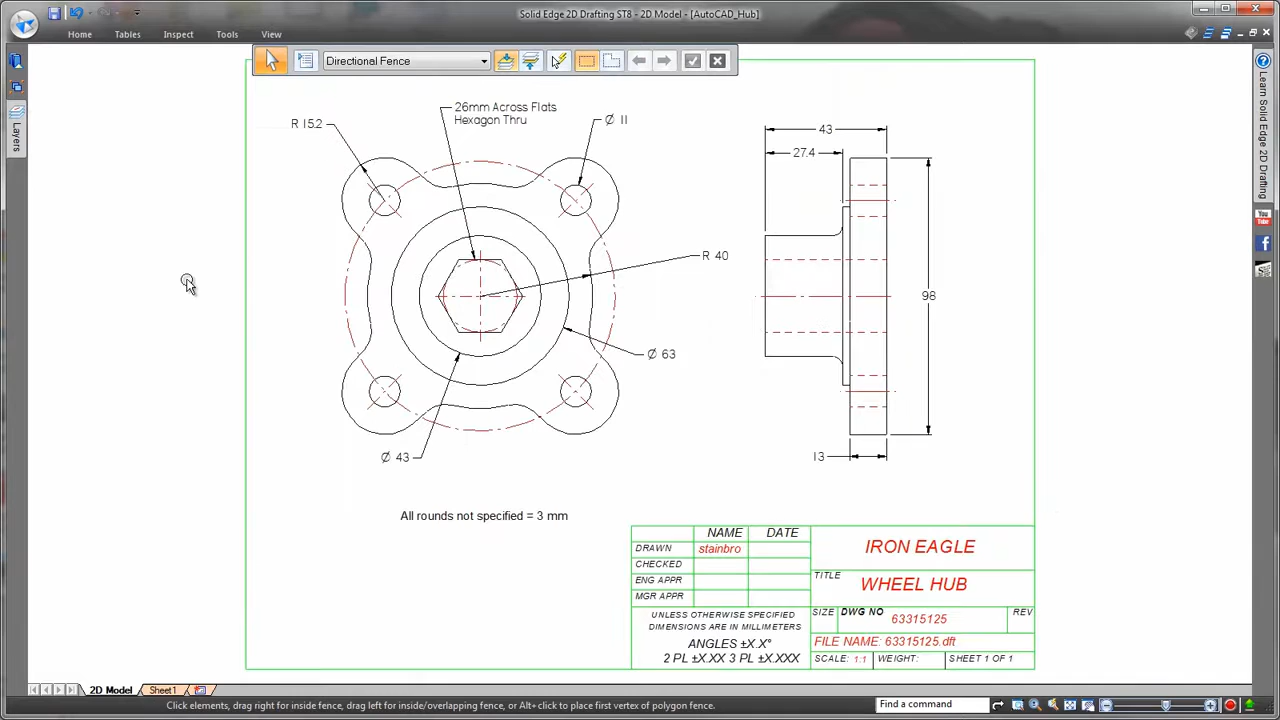 Solid Edge 2D Drafting ST8 - 2D Model - [AutoCAD_Hub]
Home Tables Inspect Tools View
Directional Fence
Layers
Learn Solid Edge 2D Drafting
You Tube
26mm Across Flats
Hexagon Thru
R 15.2
Ø 11
43
27.4
R 40
98
Ø 63
Ø 43
13
All rounds not specified = 3 mm
NAME DATE
DRAWN stainbro
CHECKED
ENG APPR
MGR APPR
IRON EAGLE
TITLE
WHEEL HUB
UNLESS OTHERWISE SPECIFIED
DIMENSIONS ARE IN MILLIMETERS
ANGLES ±X.X°
2 PL ±X.XX 3 PL ±X.XXX
SIZE DWG NO 63315125 REV
FILE NAME: 63315125.dft
SCALE: 1:1 WEIGHT: SHEET 1 OF 1
2D Model Sheet1
Click elements, drag right for inside fence, drag left for inside/overlapping fence, or Alt+click to place first vertex of polygon fence.
Find a command